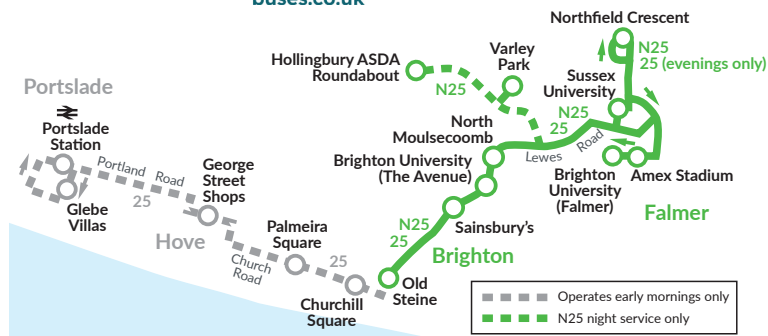 buses.co.uk
Northfield Crescent
N25
25 (evenings only)
Hollingbury ASDA
Roundabout
Varley
Park
N25
Sussex
University
Portslade
Portslade
Station
North
Moulsecoomb
N25
25
Lewes
Road
Brighton University
(The Avenue)
Portland Road
25
George
Street
Shops
Brighton
University
(Falmer)
Amex Stadium
Glebe
Villas
Falmer
Hove
Palmeira
Square
N25
25
Sainsbury's
Brighton
Church
Road
25
Old
Steine
Churchill
Square
Operates early mornings only
N25 night service only